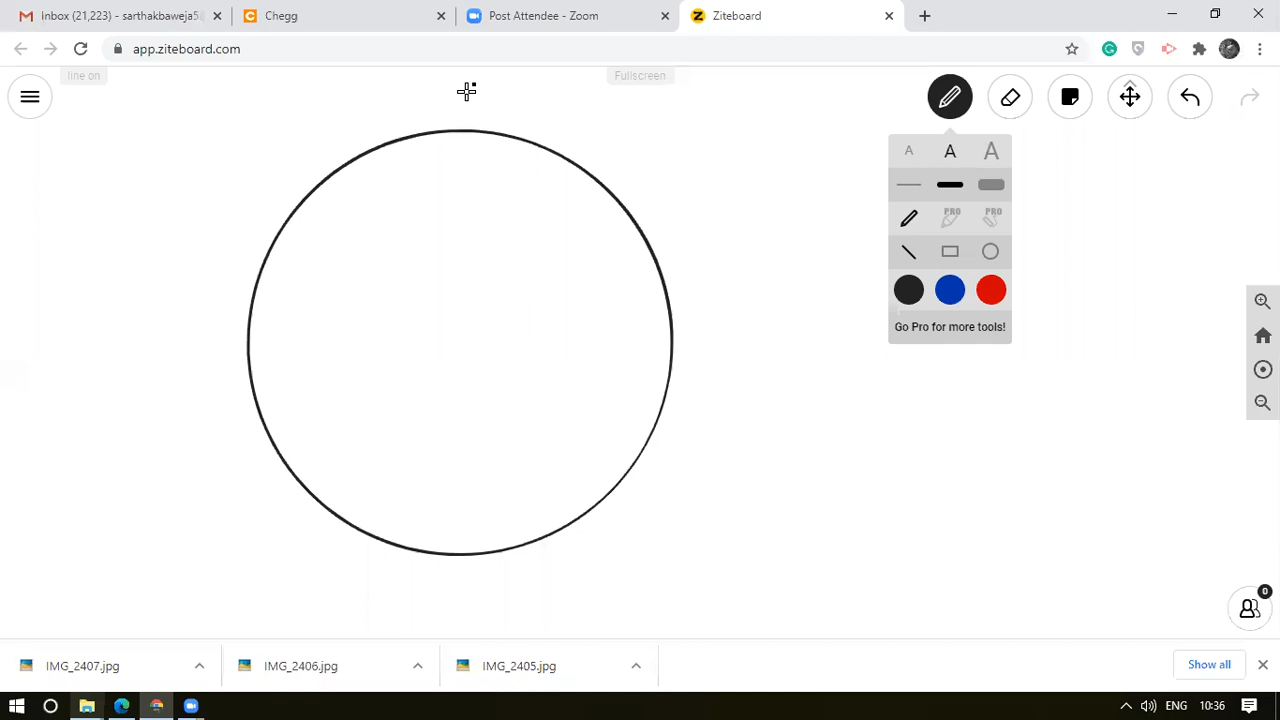 Inbox (21,223) - sarthakbaweja5
Chegg
Post Attendee - Zoom
Ziteboard
app.ziteboard.com
line on
Fullscreen
A A A
PRO PRO
Go Pro for more tools!
0
IMG_2407.jpg
IMG_2406.jpg
IMG_2405.jpg
Show all
ENG
10:36